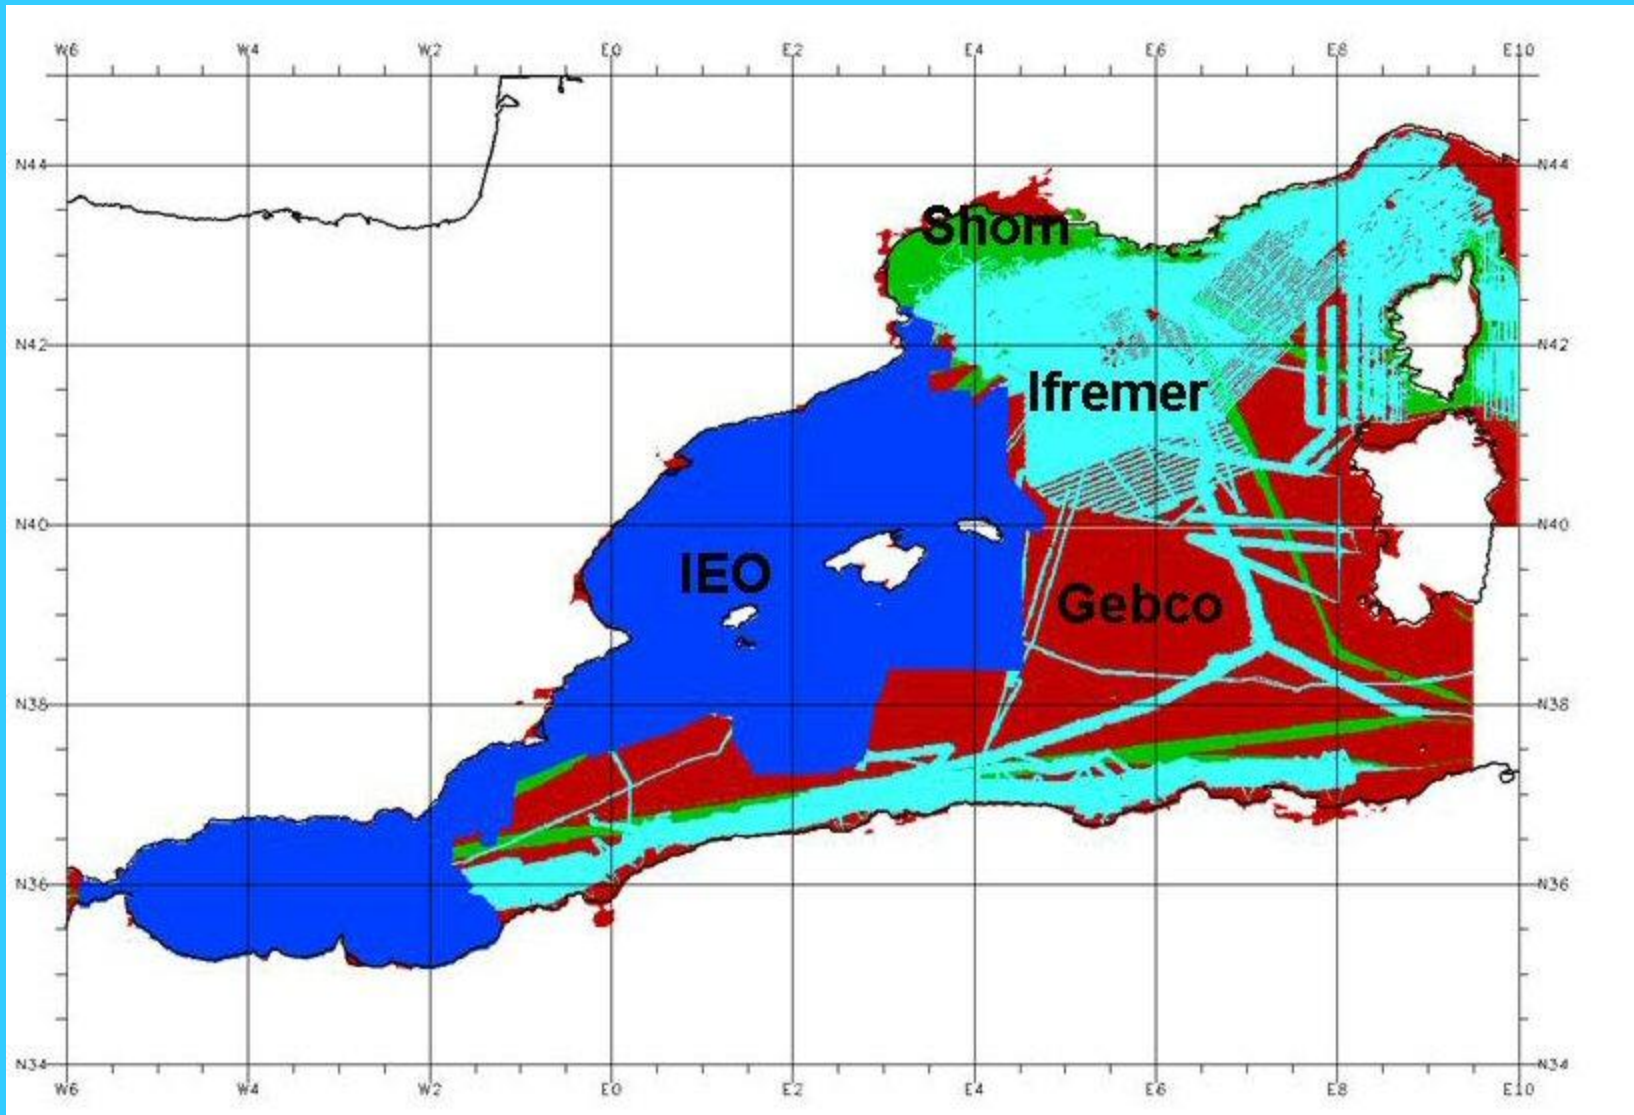 W6 W4 W2 E0 E2 E4 E6 E8 E10
N44 N44
Shom
N42 N42
Ifremer
N40 N40
IEO
Gebco
N38 N38
N36 N36
N34 N34
W6 W4 W2 E0 E2 E4 E6 E8 E10